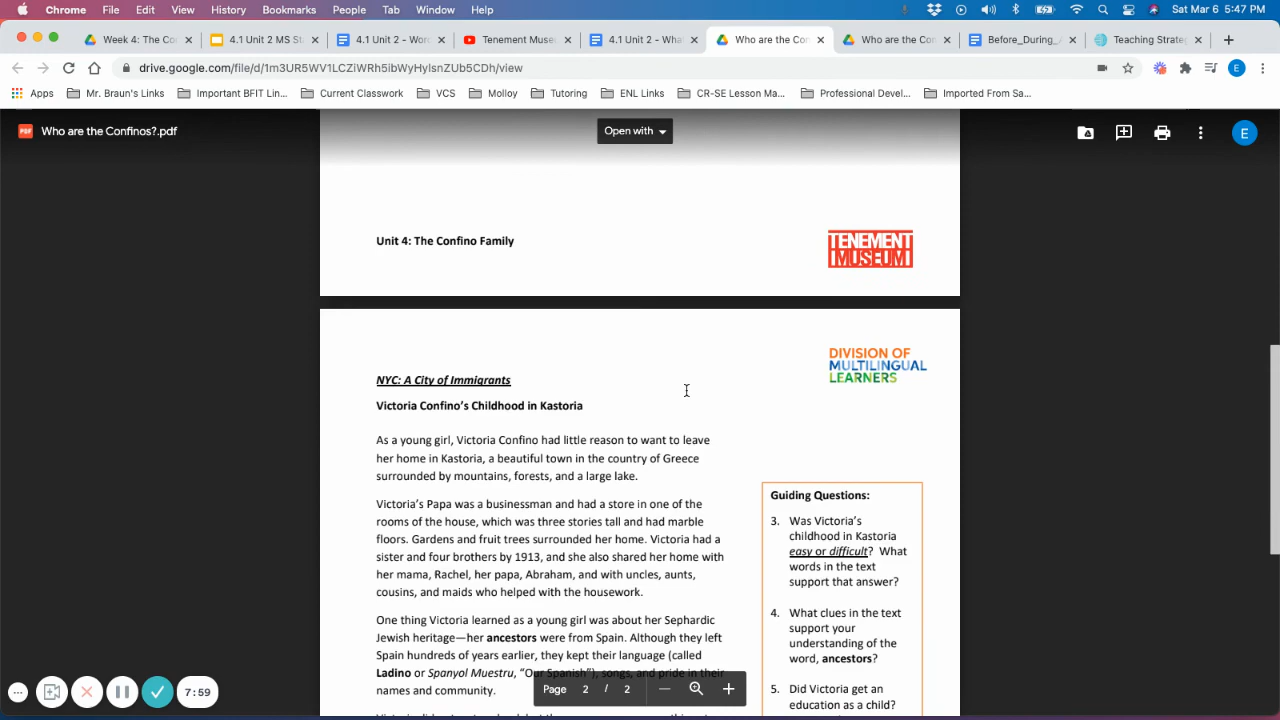 Chrome File Edit View History Bookmarks People Tab Window Help Sat Mar 6 5:47 PM
Week 4: The Co 4.1 Unit 2 MS St 4.1 Unit 2 - Wor Tenement Muse 4.1 Unit 2 - Wha Who are the Con Who are the Con Before_During_ Teaching Strate
drive.google.com/file/d/1m3UR5WV1LCZiWRh5ibWyHylsnZUb5CDh/view E
Apps Mr. Braun's Links Important BFIT Lin... Current Classwork VCS Molloy Tutoring ENL Links CR-SE Lesson Ma... Professional Devel... Imported From Sa...
PDF Who are the Confinos?.pdf Open with E
Unit 4: The Confino Family
TENEMENT
MUSEUM
DIVISION OF
MULTILINGUAL
LEARNERS
NYC: A City of Immigrants
Victoria Confino's Childhood in Kastoria
As a young girl, Victoria Confino had little reason to want to leave
her home in Kastoria, a beautiful town in the country of Greece
surrounded by mountains, forests, and a large lake.
Victoria's Papa was a businessman and had a store in one of the
rooms of the house, which was three stories tall and had marble
floors. Gardens and fruit trees surrounded her home. Victoria had a
sister and four brothers by 1913, and she also shared her home with
her mama, Rachel, her papa, Abraham, and with uncles, aunts,
cousins, and maids who helped with the housework.
One thing Victoria learned as a young girl was about her Sephardic
Jewish heritage—her ancestors were from Spain. Although they left
Spain hundreds of years earlier, they kept their language (called
Ladino or Spanyol Muestru, "Our Spanish"), songs, and pride in their
names and community.
Guiding Questions:
3. Was Victoria's
childhood in Kastoria
easy or difficult? What
words in the text
support that answer?
4. What clues in the text
support your
understanding of the
word, ancestors?
5. Did Victoria get an
education as a child?
Page 2 / 2
7:59